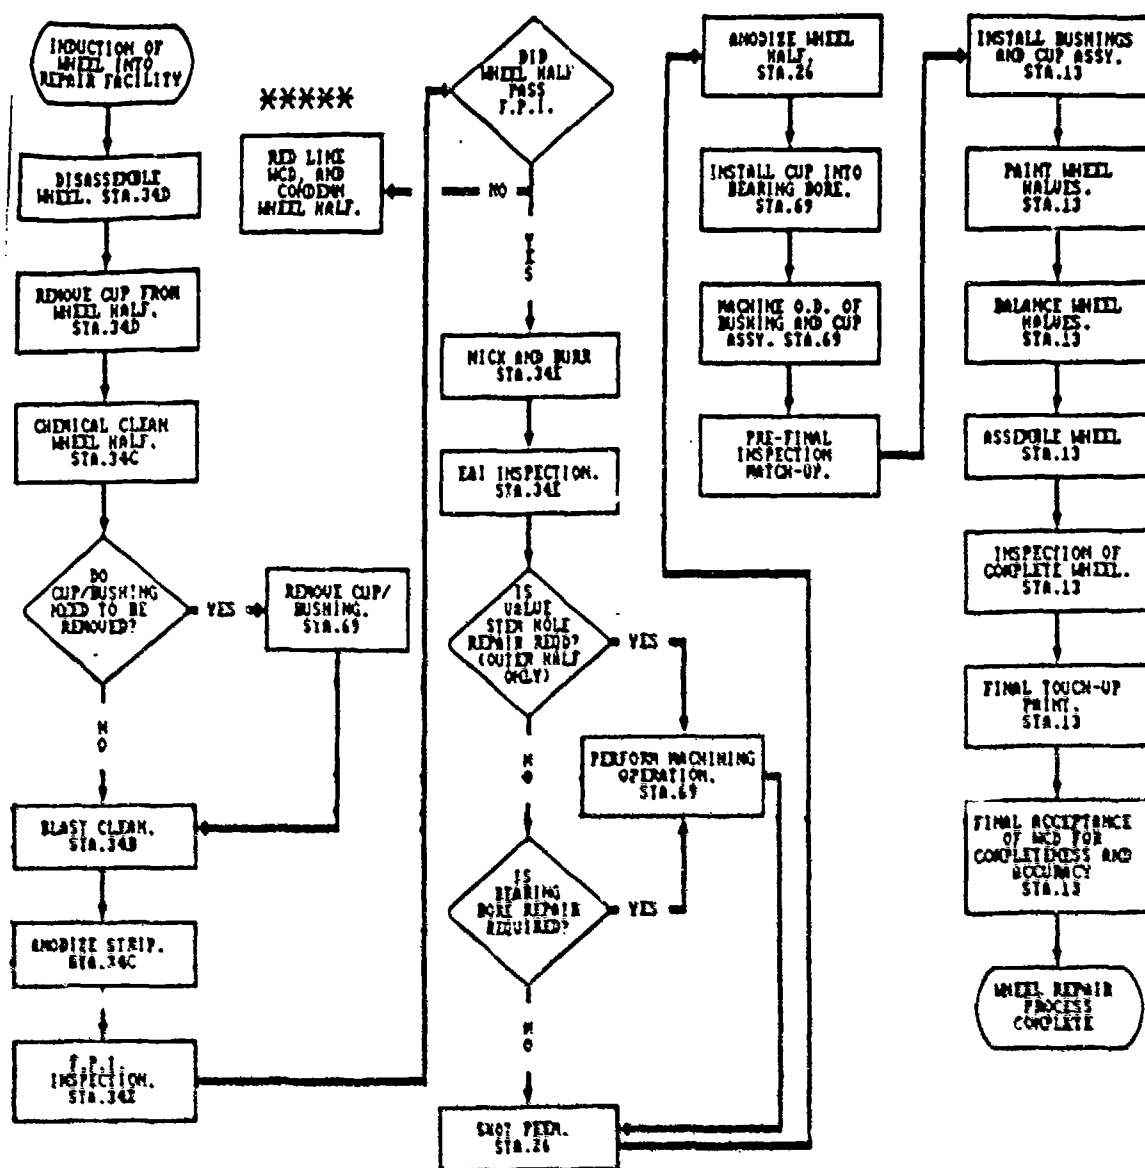 INDUCTION OF
WHEEL INTO
REPAIR FACILITY
DISASSEMBLE
WHEEL. STA.34D
REMOVE CUP FROM
WHEEL HALF.
STA.34D
CHEMICAL CLEAN
WHEEL HALF.
STA.34C
DO
CUP/BUSHING
NEED TO BE
REMOVED?
YES
REMOVE CUP/
BUSHING.
STA.69
NO
BLAST CLEAN.
STA.34B
ANODIZE STRIP.
STA.34C
F.P.I.
INSPECTION.
STA.34E
DID
WHEEL HALF
PASS
F.P.I.
*****
RED LINE
WCD, AND
CONDEMN
WHEEL HALF.
NO
YES
NICK AND BURR
STA.34E
E&I INSPECTION.
STA.34E
IS
VALUE
STEM HOLE
REPAIR REQD?
(OUTER HALF
ONLY)
YES
NO
PERFORM MACHINING
OPERATION.
STA.69
IS
BEARING
BORE REPAIR
REQUIRED?
YES
NO
SHOT PEEN.
STA.26
ANODIZE WHEEL
HALF.
STA.26
INSTALL CUP INTO
BEARING BORE.
STA.69
MACHINE O.D. OF
BUSHING AND CUP
ASSY. STA.69
PRE-FINAL
INSPECTION
MATCH-UP.
INSTALL BUSHINGS
AND CUP ASSY.
STA.13
PAINT WHEEL
HALVES.
STA.13
BALANCE WHEEL
HALVES.
STA.13
ASSEMBLE WHEEL
STA.13
INSPECTION OF
COMPLETE WHEEL.
STA.13
FINAL TOUCH-UP
PAINT.
STA.13
FINAL ACCEPTANCE
OF WCD FOR
COMPLETENESS AND
ACCURACY
STA.13
WHEEL REPAIR
PROCESS
COMPLETE